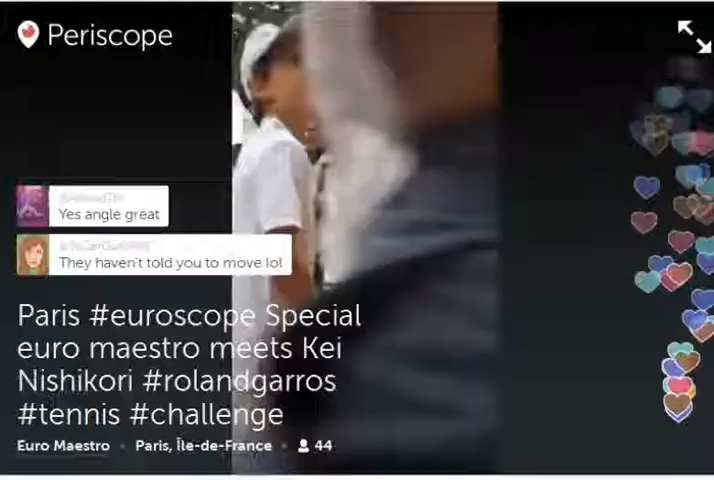 Periscope
Yes angle great
They haven't told you to move lol
Paris #euroscope Special
euro maestro meets Kei
Nishikori #rolandgarros
#tennis #challenge
Euro Maestro • Paris, Île-de-France • 44